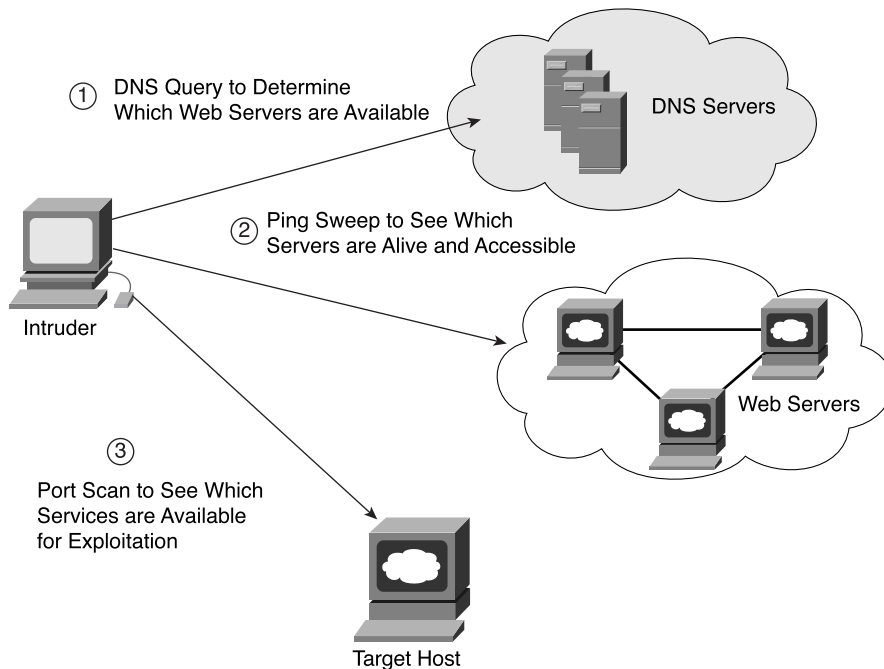 1
DNS Query to Determine
Which Web Servers are Available
DNS Servers
2
Ping Sweep to See Which
Servers are Alive and Accessible
Intruder
Web Servers
3
Port Scan to See Which
Services are Available
for Exploitation
Target Host